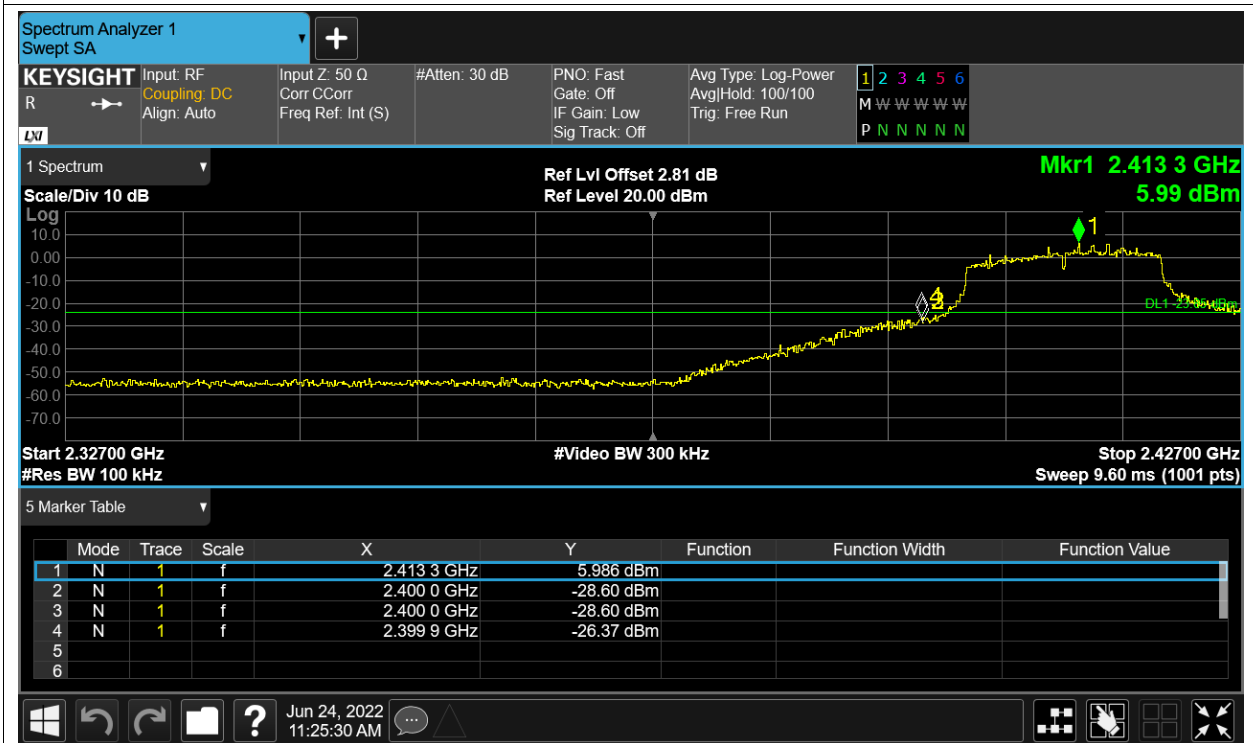 Spectrum Analyzer 1
Swept SA
+
KEYSIGHT Input: RF Input Z: 50 Ω #Atten: 30 dB PNO: Fast Avg Type: Log-Power 1 2 3 4 5 6
R Coupling: DC Corr CCorr Gate: Off Avg|Hold: 100/100 M W W W W W W
Align: Auto Freq Ref: Int (S) IF Gain: Low Trig: Free Run
LXI Sig Track: Off P N N N N N N
1 Spectrum Ref Lvl Offset 2.81 dB Mkr1 2.413 3 GHz
Scale/Div 10 dB Ref Level 20.00 dBm 5.99 dBm
Log
10.0
1
0.00
-10.0
-20.0
DL1
-30.0
-40.0
-50.0
-60.0
-70.0
Start 2.32700 GHz #Video BW 300 kHz Stop 2.42700 GHz
#Res BW 100 kHz Sweep 9.60 ms (1001 pts)
5 Marker Table
Mode Trace Scale X Y Function Function Width Function Value
1 N 1 f 2.413 3 GHz 5.986 dBm
2 N 1 f 2.400 0 GHz -28.60 dBm
3 N 1 f 2.400 0 GHz -28.60 dBm
4 N 1 f 2.399 9 GHz -26.37 dBm
5
6
? Jun 24, 2022
11:25:30 AM